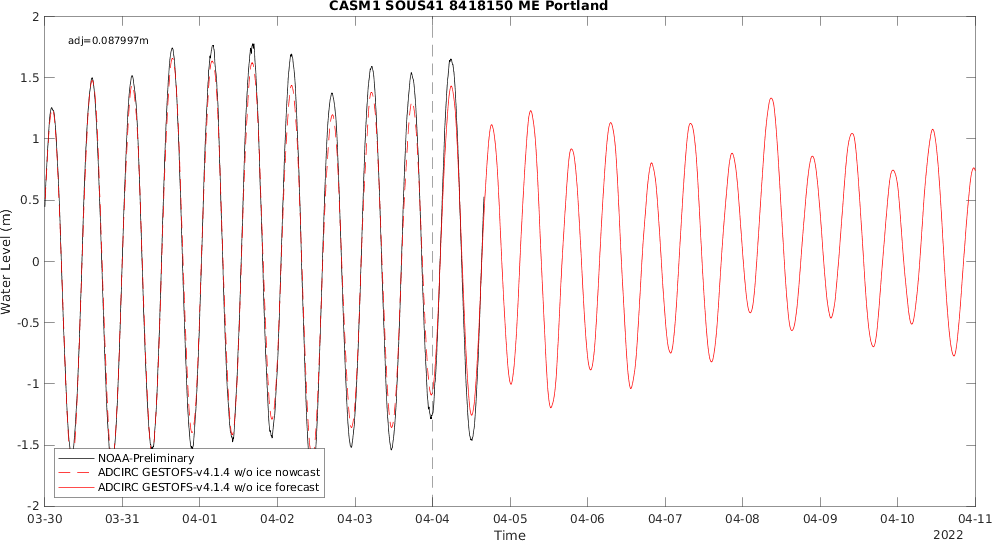 CASM1 SOUS41 8418150 ME Portland
adj=0.087997m
Water Level (m)
2
1.5
1
0.5
0
-0.5
-1
-1.5
-2
NOAA-Preliminary
ADCIRC GESTOFS-v4.1.4 w/o ice nowcast
ADCIRC GESTOFS-v4.1.4 w/o ice forecast
03-30 03-31 04-01 04-02 04-03 04-04 04-05 04-06 04-07 04-08 04-09 04-10 04-11
Time
2022